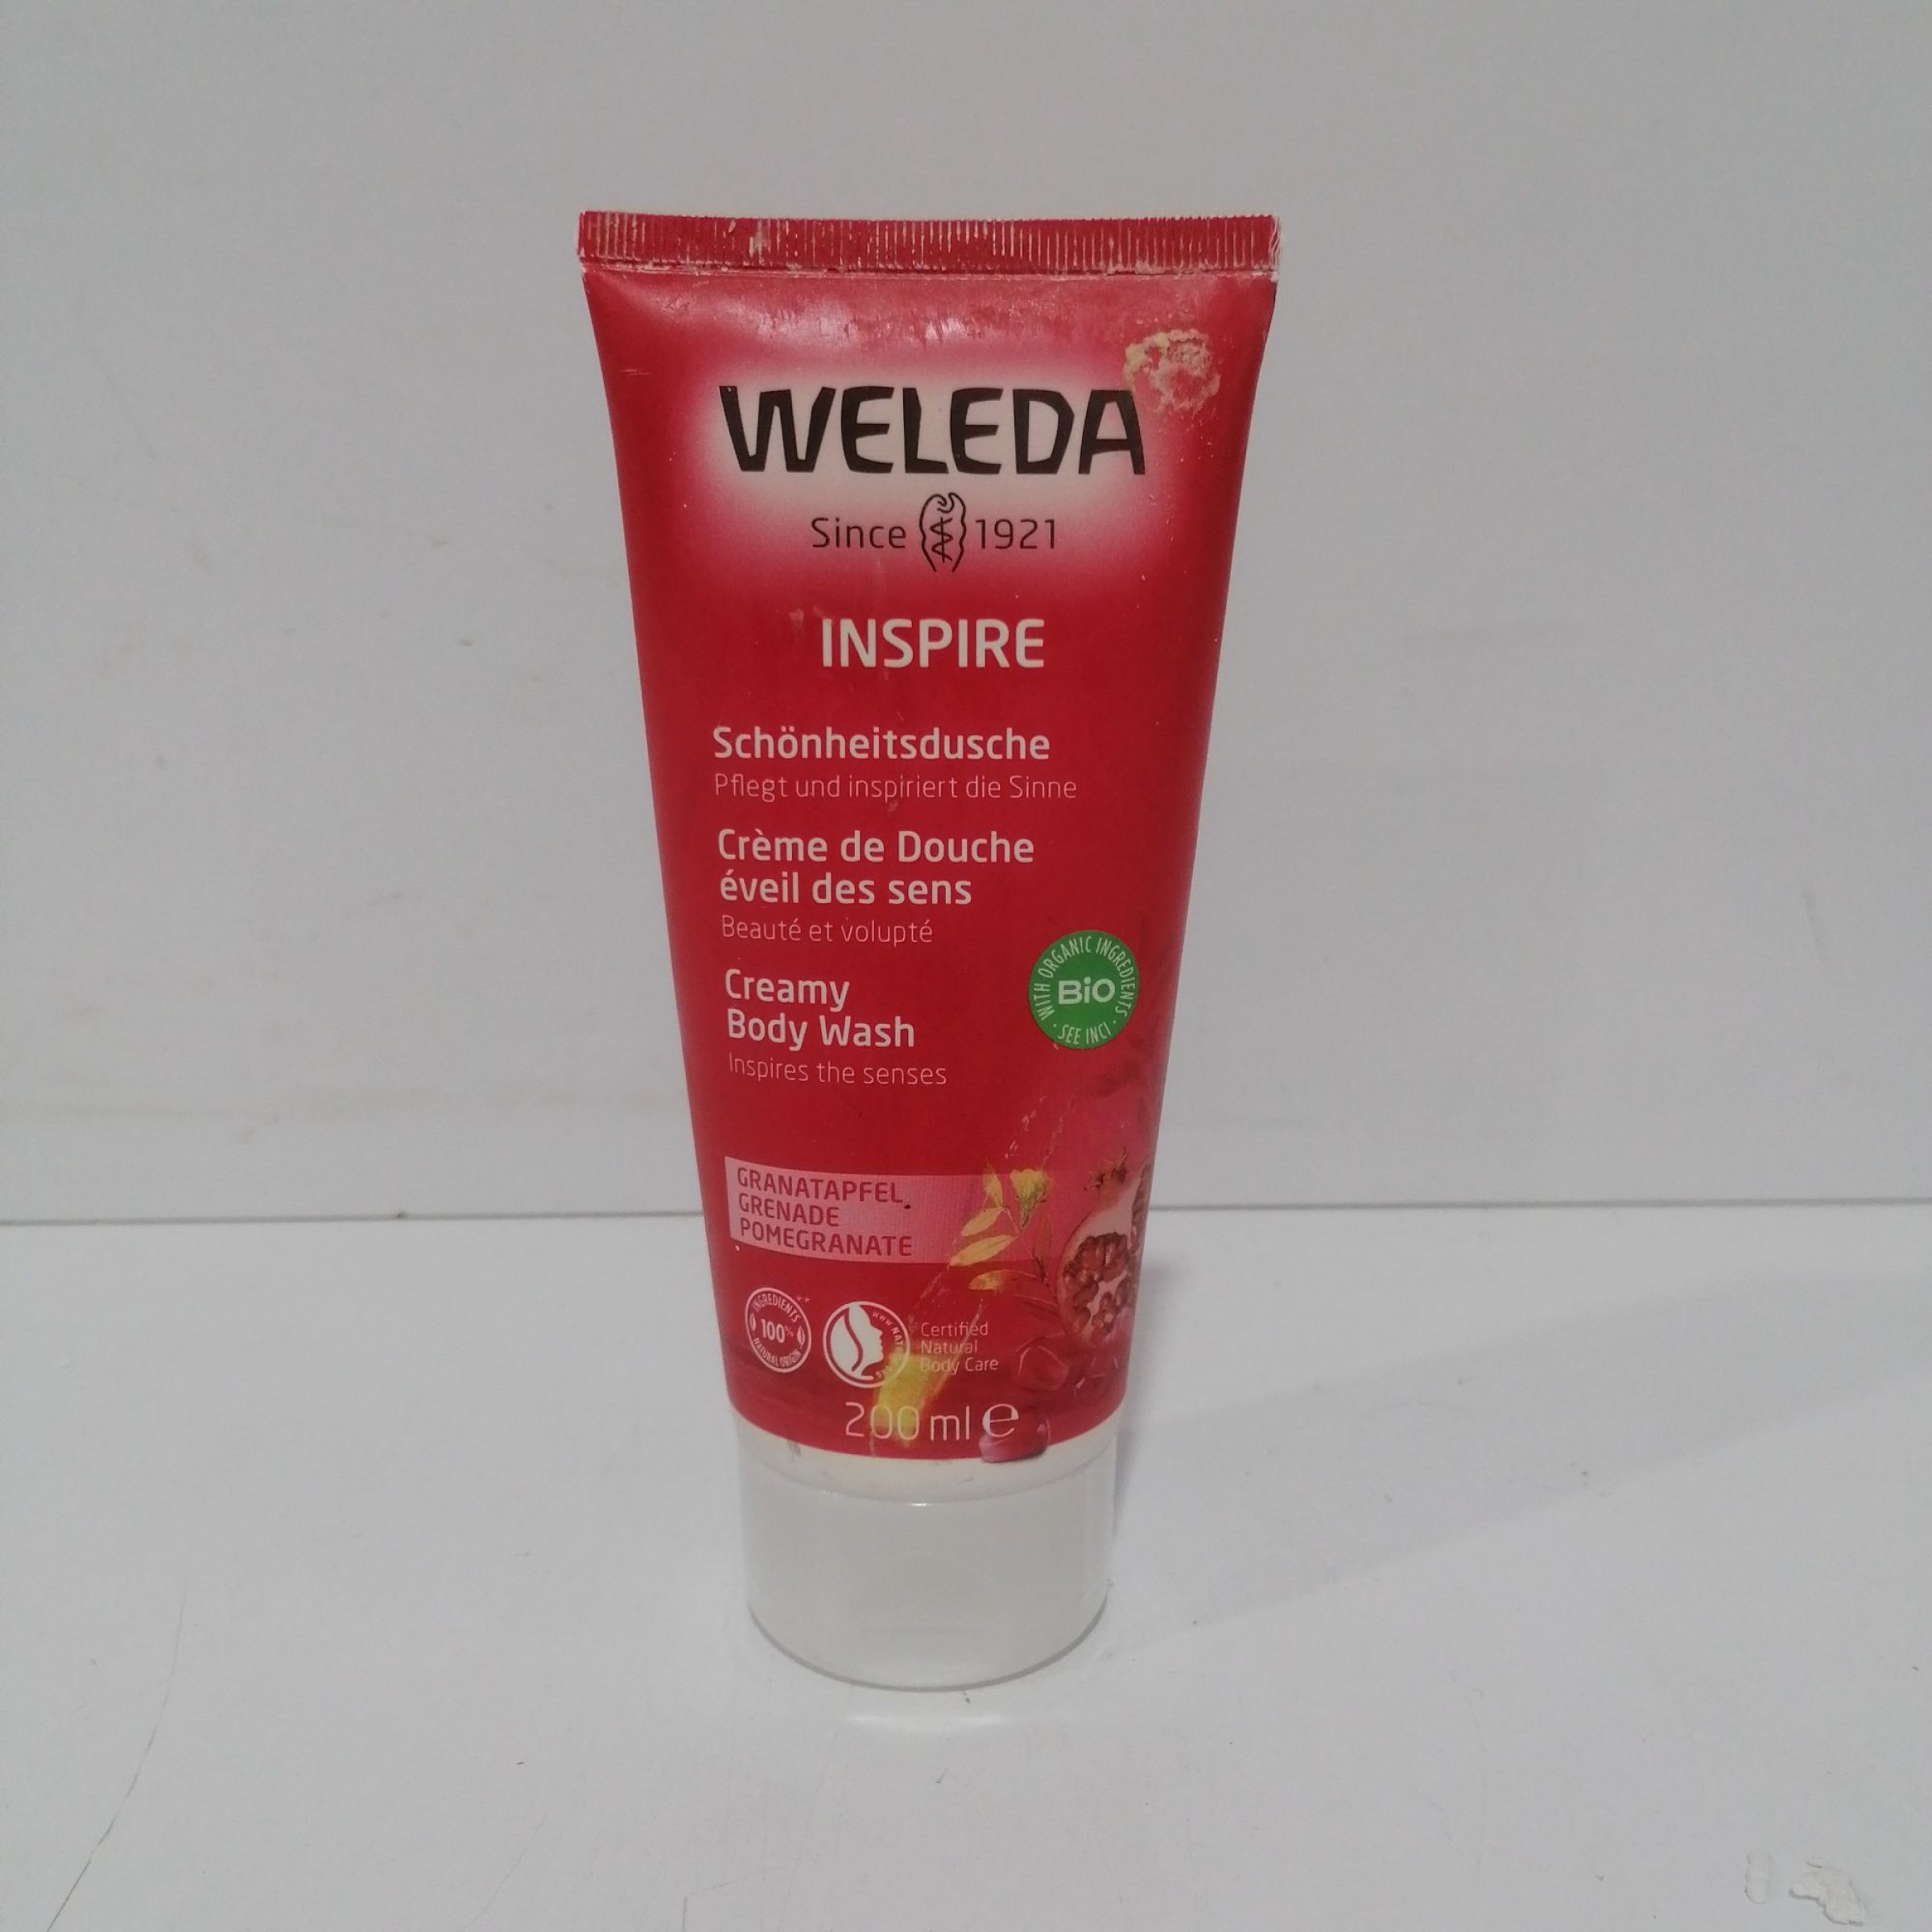 WELEDA
Since 1921
INSPIRE
Schönheitsdusche
Pflegt und inspiriert die Sinne
Crème de Douche
éveil des sens
Beauté et volupté
WITH ORGANIC INGREDIENTS
BiO
· SEE INCI ·
Creamy
Body Wash
Inspires the senses
GRANATAPFEL
GRENADE
POMEGRANATE
INGREDIENTS
100%
NATURAL ORIGIN
Certified
Natural
Body Care
200 ml e